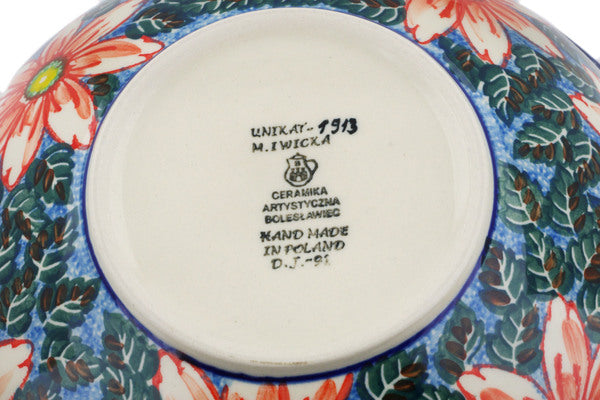 UNIKAT-1913
M.IWICKA
CERAMIKA
ARTYSTYCZNA
BOLESŁAWIEC
HAND MADE
IN POLAND
D.J.-91